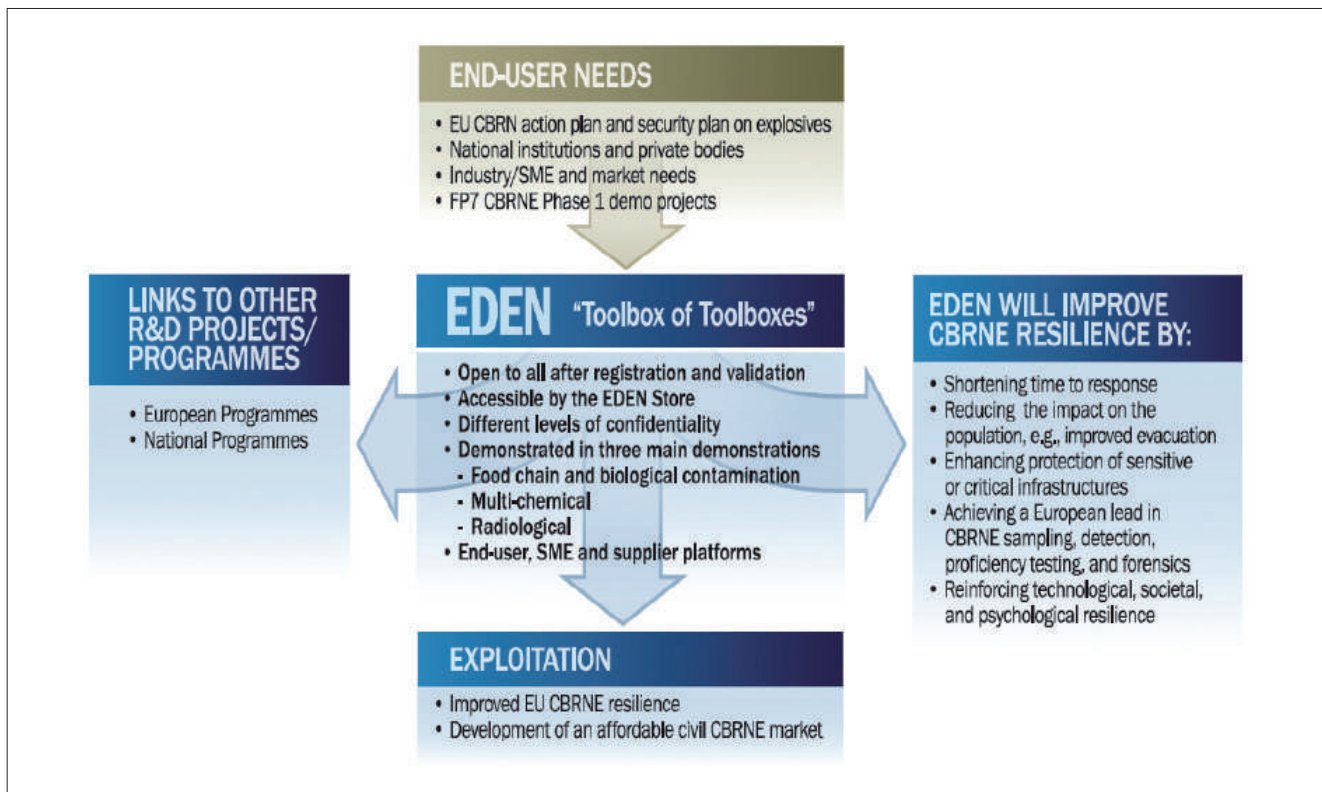 END-USER NEEDS
• EU CBRN action plan and security plan on explosives
• National institutions and private bodies
• Industry/SME and market needs
• FP7 CBRNE Phase 1 demo projects
LINKS TO OTHER
R&D PROJECTS/
PROGRAMMES
• European Programmes
• National Programmes
EDEN "Toolbox of Toolboxes"
• Open to all after registration and validation
• Accessible by the EDEN Store
• Different levels of confidentiality
• Demonstrated in three main demonstrations
- Food chain and biological contamination
- Multi-chemical
- Radiological
• End-user, SME and supplier platforms
EDEN WILL IMPROVE
CBRNE RESILIENCE BY:
• Shortening time to response
• Reducing the impact on the
population, e.g., improved evacuation
• Enhancing protection of sensitive
or critical infrastructures
• Achieving a European lead in
CBRNE sampling, detection,
proficiency testing, and forensics
• Reinforcing technological, societal,
and psychological resilience
EXPLOITATION
• Improved EU CBRNE resilience
• Development of an affordable civil CBRNE market